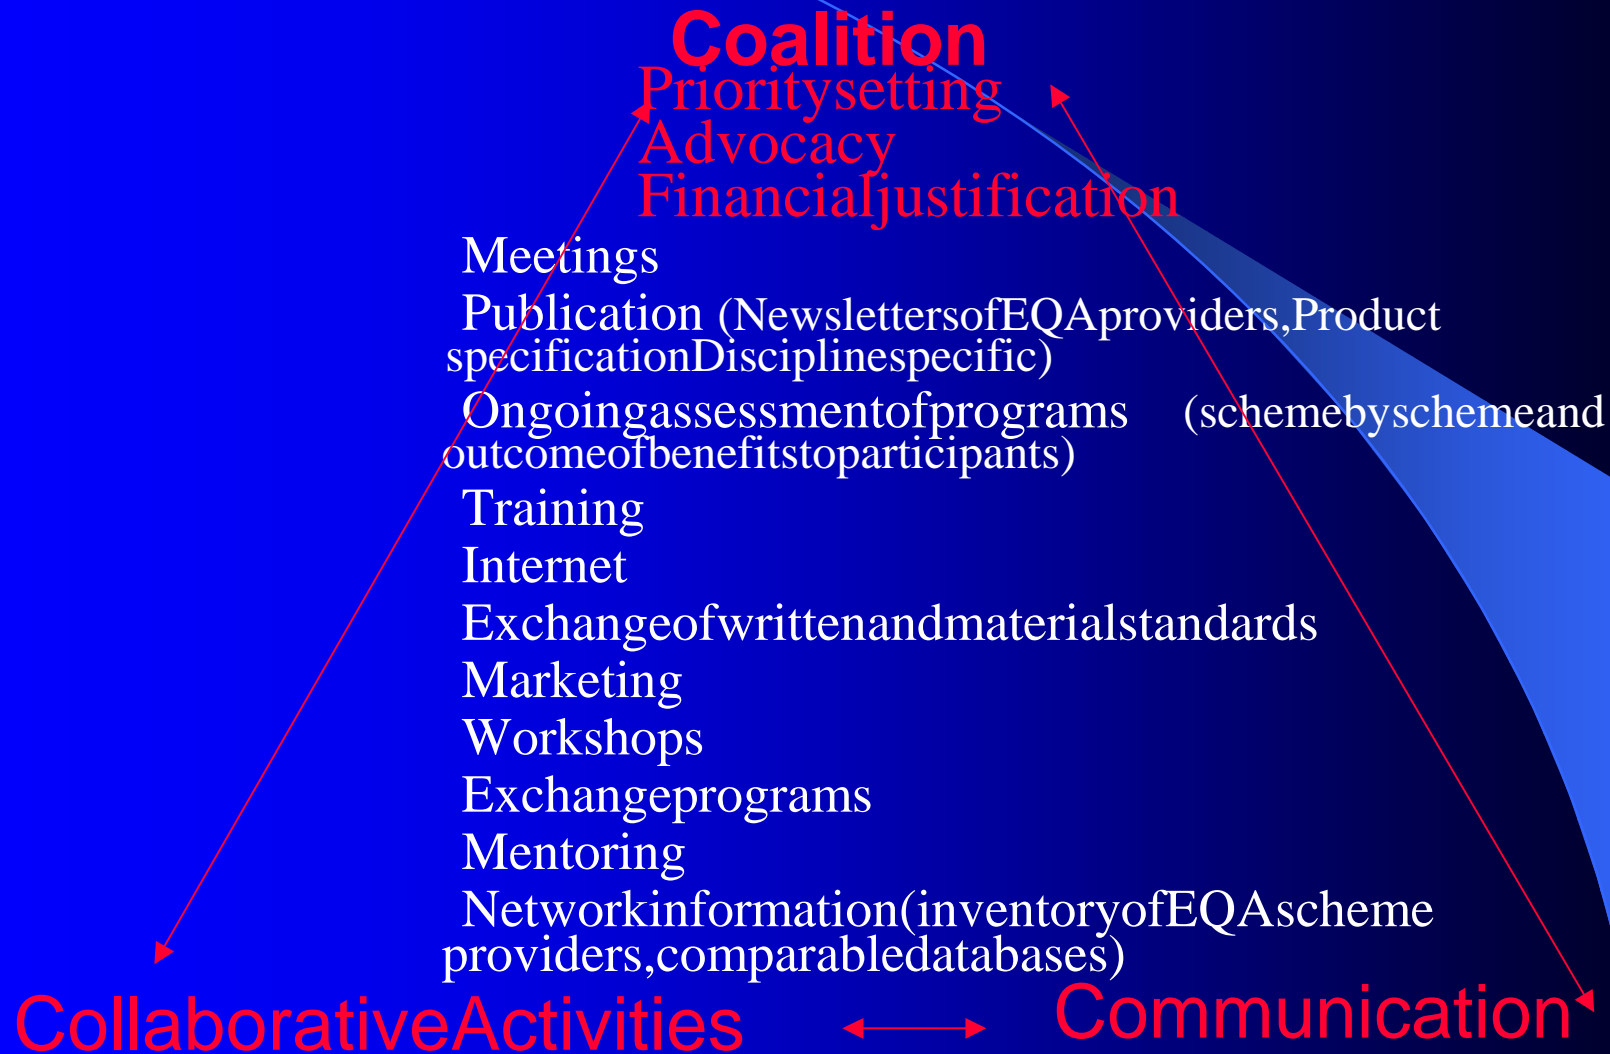 Coalition
Prioritysetting
Advocacy
Financialjustification
Meetings
Publication (NewslettersofEQAproviders,Product
specificationDisciplinespecific)
Ongoingassessmentofprograms (schemebyschemeand
outcomeofbenefitstoparticipants)
Training
Internet
Exchangeofwrittenandmaterialstandards
Marketing
Workshops
Exchangeprograms
Mentoring
Networkinformation(inventoryofEQAscheme
providers,comparabledatabases)
CollaborativeActivities Communication